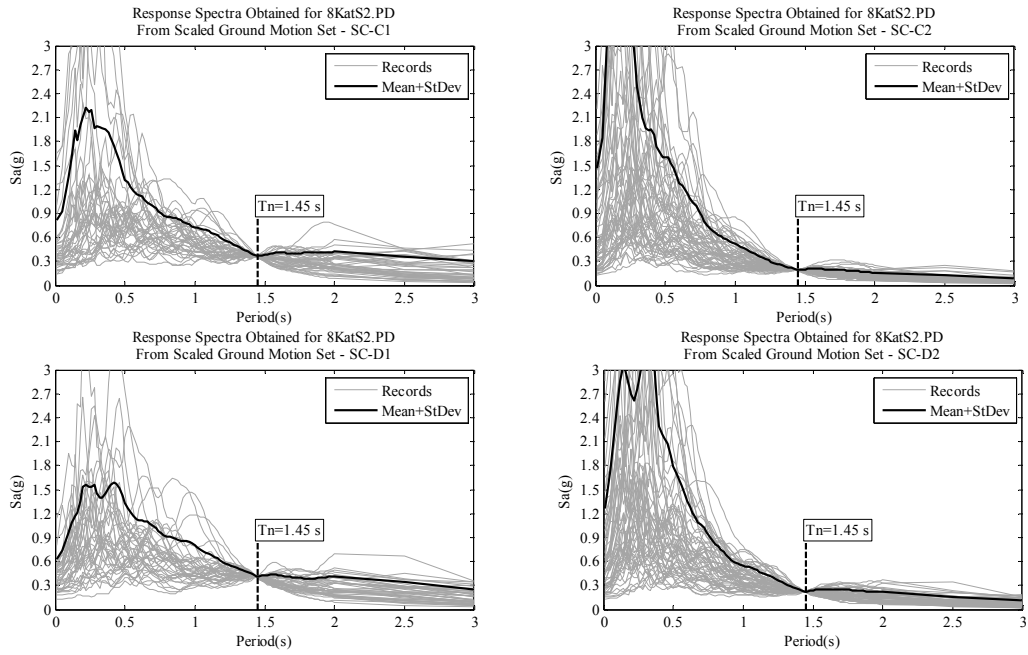 Response Spectra Obtained for 8KatS2.PD
From Scaled Ground Motion Set - SC-C1
3
2.7
2.4
2.1
1.8
1.5
1.2
0.9
0.6
0.3
0
Sa(g)
Records
Mean+StDev
Tn=1.45 s
0 0.5 1 1.5 2 2.5 3
Period(s)
Response Spectra Obtained for 8KatS2.PD
From Scaled Ground Motion Set - SC-C2
3
2.7
2.4
2.1
1.8
1.5
1.2
0.9
0.6
0.3
0
Sa(g)
Records
Mean+StDev
Tn=1.45 s
0 0.5 1 1.5 2 2.5 3
Period(s)
Response Spectra Obtained for 8KatS2.PD
From Scaled Ground Motion Set - SC-D1
3
2.7
2.4
2.1
1.8
1.5
1.2
0.9
0.6
0.3
0
Sa(g)
Records
Mean+StDev
Tn=1.45 s
0 0.5 1 1.5 2 2.5 3
Period(s)
Response Spectra Obtained for 8KatS2.PD
From Scaled Ground Motion Set - SC-D2
3
2.7
2.4
2.1
1.8
1.5
1.2
0.9
0.6
0.3
0
Sa(g)
Records
Mean+StDev
Tn=1.45 s
0 0.5 1 1.5 2 2.5 3
Period(s)